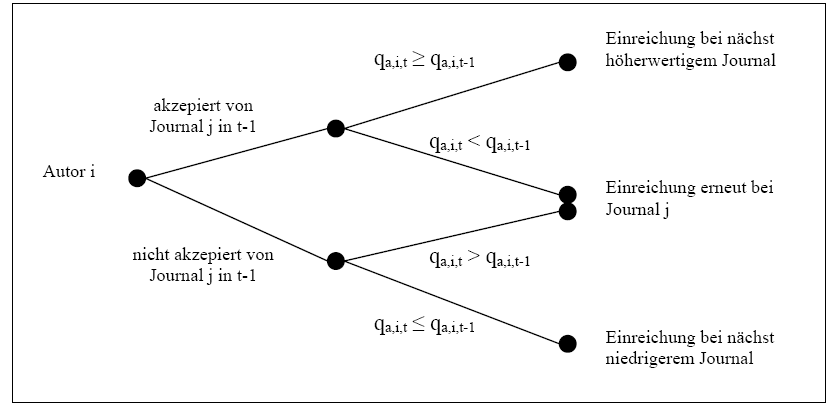 Einreichung bei nächst
höherwertigem Journal
qa,i,t ≥ qa,i,t-1
akzepiert von
Journal j in t-1
qa,i,t < qa,i,t-1
Autor i
Einreichung erneut bei
Journal j
nicht akzepiert von
Journal j in t-1
qa,i,t > qa,i,t-1
qa,i,t ≤ qa,i,t-1
Einreichung bei nächst
niedrigerem Journal